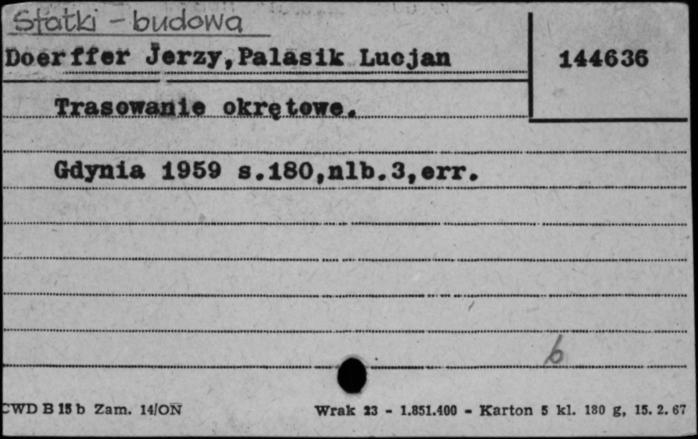 Statki - budowa
Doerffer Jerzy,Palasik Lucjan
144636
Trasowanie okrętowe.
Gdynia 1959 s.180,nlb.3,err.
b
CWD B 15 b Zam. 14/ON
Wrak 23 - 1.851.400 - Karton 5 kl. 180 g, 15. 2. 67